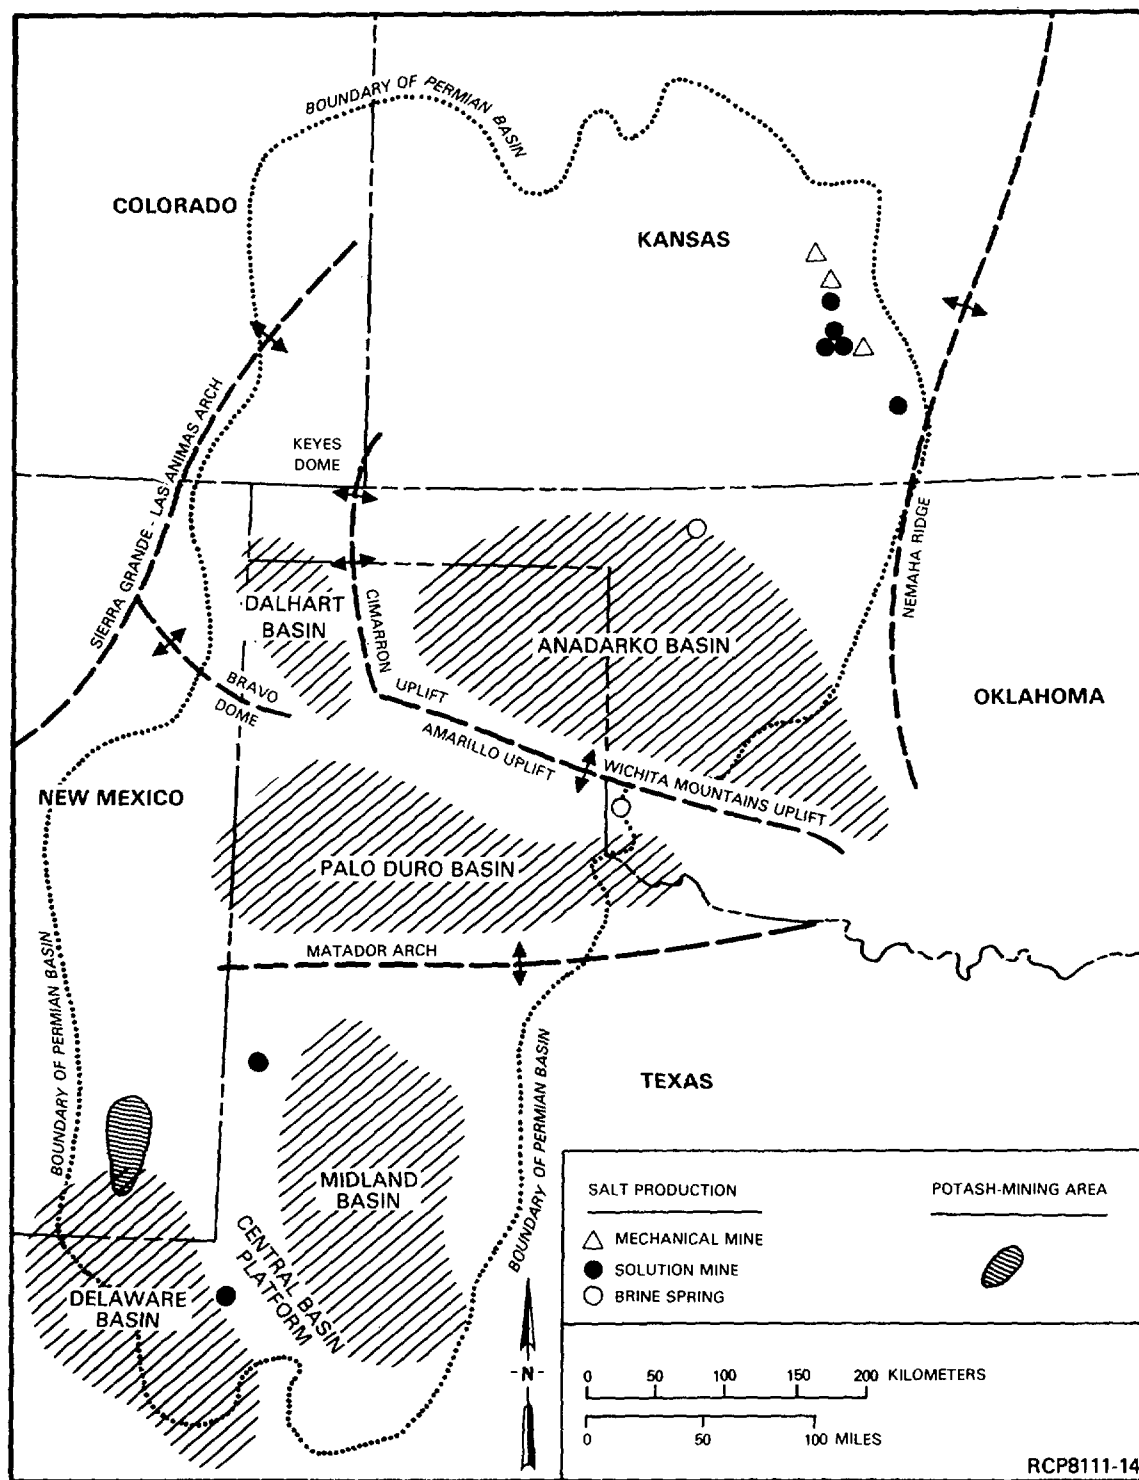 BOUNDARY OF PERMIAN BASIN
COLORADO
KANSAS
SIERRA GRANDE - LAS ANIMAS ARCH
KEYES
DOME
NEMAHA RIDGE
DALHART
BASIN
CIMARRON
UPLIFT
ANADARKO BASIN
OKLAHOMA
BRAVO
DOME
AMARILLO UPLIFT
WICHITA MOUNTAINS UPLIFT
NEW MEXICO
PALO DURO BASIN
MATADOR ARCH
BOUNDARY OF PERMIAN BASIN
BOUNDARY OF PERMIAN BASIN
TEXAS
MIDLAND
BASIN
CENTRAL BASIN
PLATFORM
DELAWARE
BASIN
-N-
SALT PRODUCTION
MECHANICAL MINE
SOLUTION MINE
BRINE SPRING
POTASH-MINING AREA
0 50 100 150 200 KILOMETERS
0 50 100 MILES
RCP8111-14